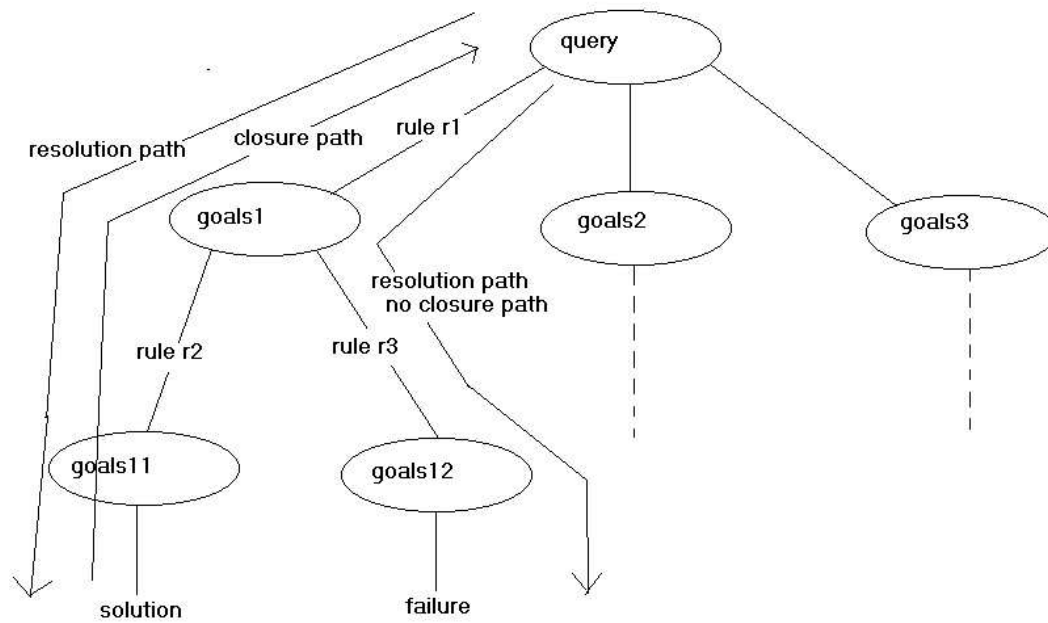 query
rule r1
closure path
resolution path
goals1
goals2
goals3
resolution path
no closure path
rule r2
rule r3
goals11
goals12
solution
failure